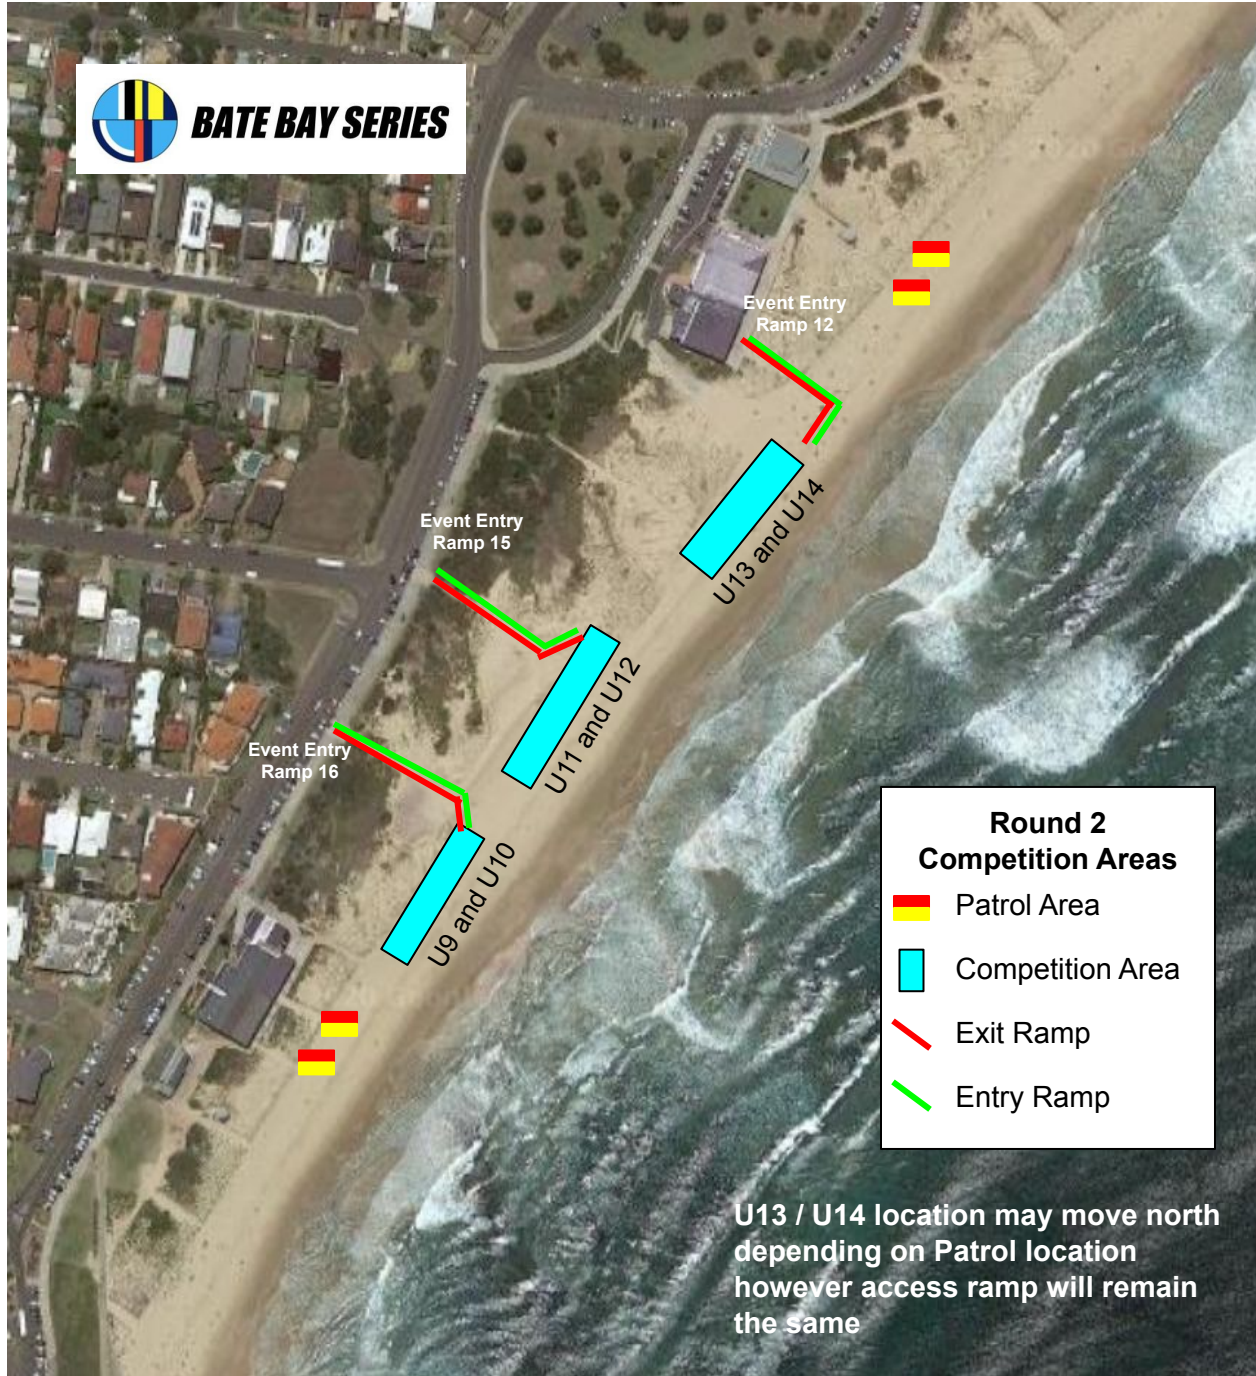 BATE BAY SERIES
Event Entry
Ramp 12
U13 and U14
Event Entry
Ramp 15
U11 and U12
Event Entry
Ramp 16
U9 and U10
Round 2
Competition Areas
Patrol Area
Competition Area
Exit Ramp
Entry Ramp
U13 / U14 location may move north
depending on Patrol location
however access ramp will remain
the same